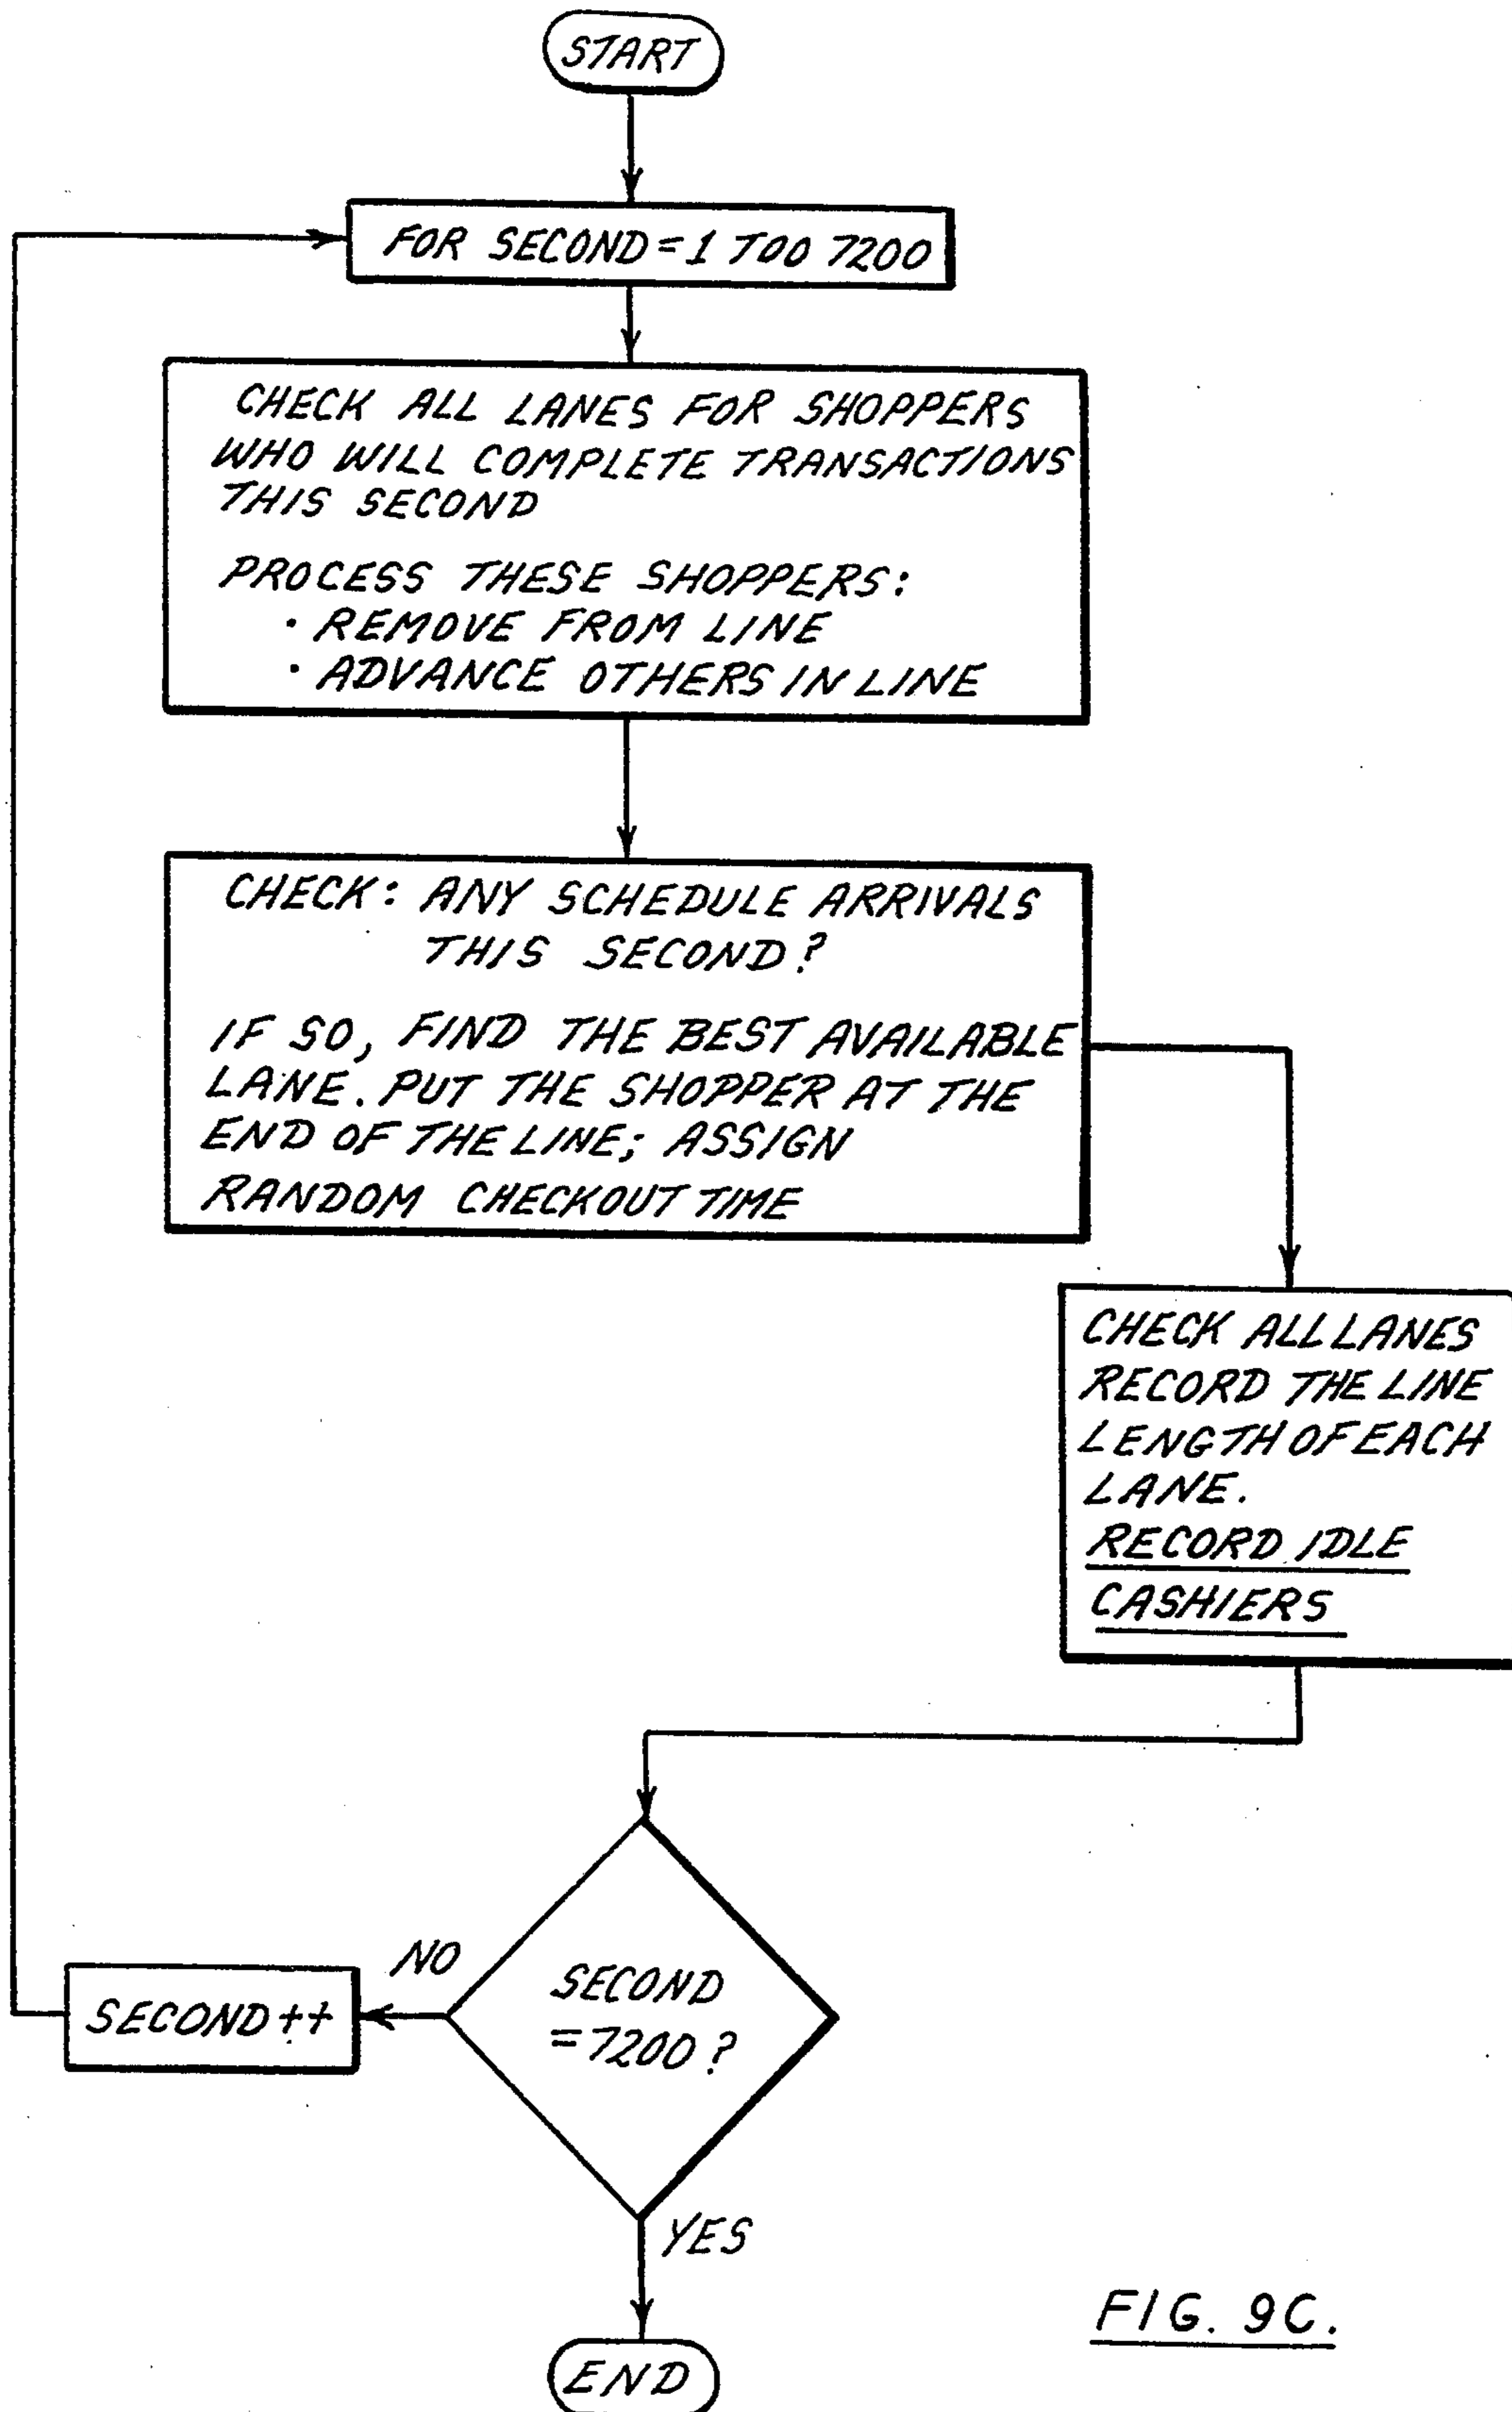 START
FOR SECOND = 1 TOO 7200
CHECK ALL LANES FOR SHOPPERS
WHO WILL COMPLETE TRANSACTIONS
THIS SECOND
PROCESS THESE SHOPPERS:
· REMOVE FROM LINE
· ADVANCE OTHERS IN LINE
CHECK: ANY SCHEDULE ARRIVALS
THIS SECOND?
IF SO, FIND THE BEST AVAILABLE
LANE. PUT THE SHOPPER AT THE
END OF THE LINE; ASSIGN
RANDOM CHECKOUT TIME
CHECK ALL LANES
RECORD THE LINE
LENGTH OF EACH
LANE.
RECORD IDLE
CASHIERS
SECOND
= 7200?
NO
SECOND++
YES
END
FIG. 9C.